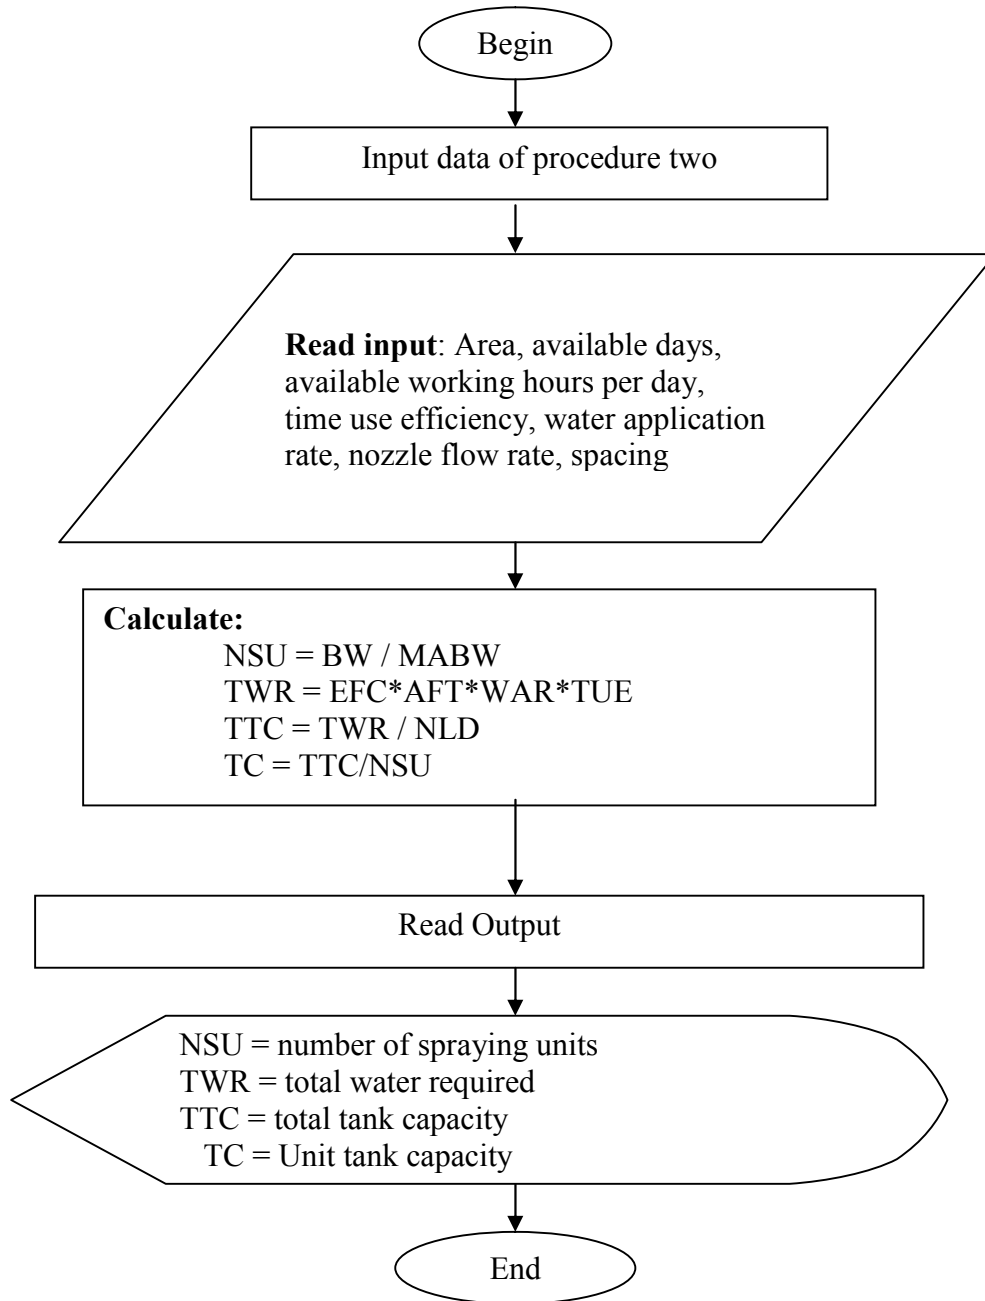 Begin
Input data of procedure two
Read input: Area, available days,
available working hours per day,
time use efficiency, water application
rate, nozzle flow rate, spacing
Calculate:
NSU = BW / MABW
TWR = EFC*AFT*WAR*TUE
TTC = TWR / NLD
TC = TTC/NSU
Read Output
NSU = number of spraying units
TWR = total water required
TTC = total tank capacity
TC = Unit tank capacity
End